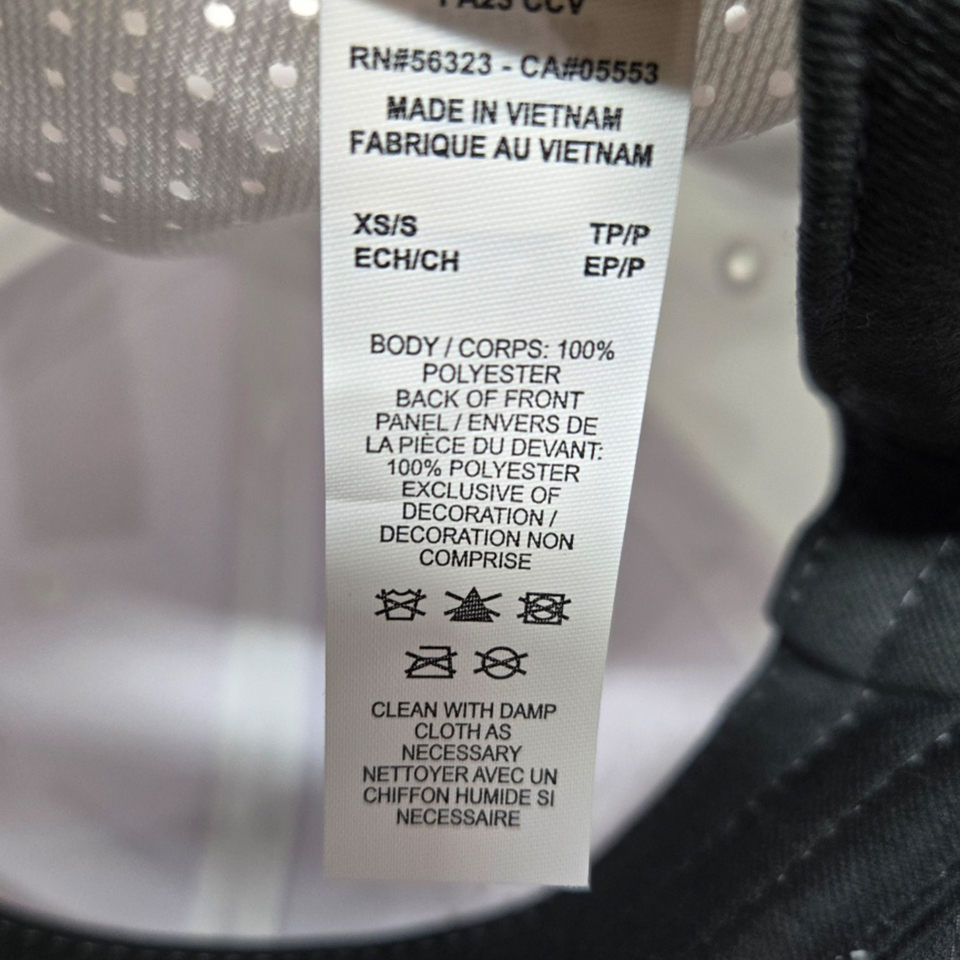 FA23 CCV
RN#56323 - CA#05553
MADE IN VIETNAM
FABRIQUE AU VIETNAM
XS/S TP/P
ECH/CH EP/P
BODY / CORPS: 100%
POLYESTER
BACK OF FRONT
PANEL / ENVERS DE
LA PIÈCE DU DEVANT:
100% POLYESTER
EXCLUSIVE OF
DECORATION /
DECORATION NON
COMPRISE
CLEAN WITH DAMP
CLOTH AS
NECESSARY
NETTOYER AVEC UN
CHIFFON HUMIDE SI
NECESSAIRE